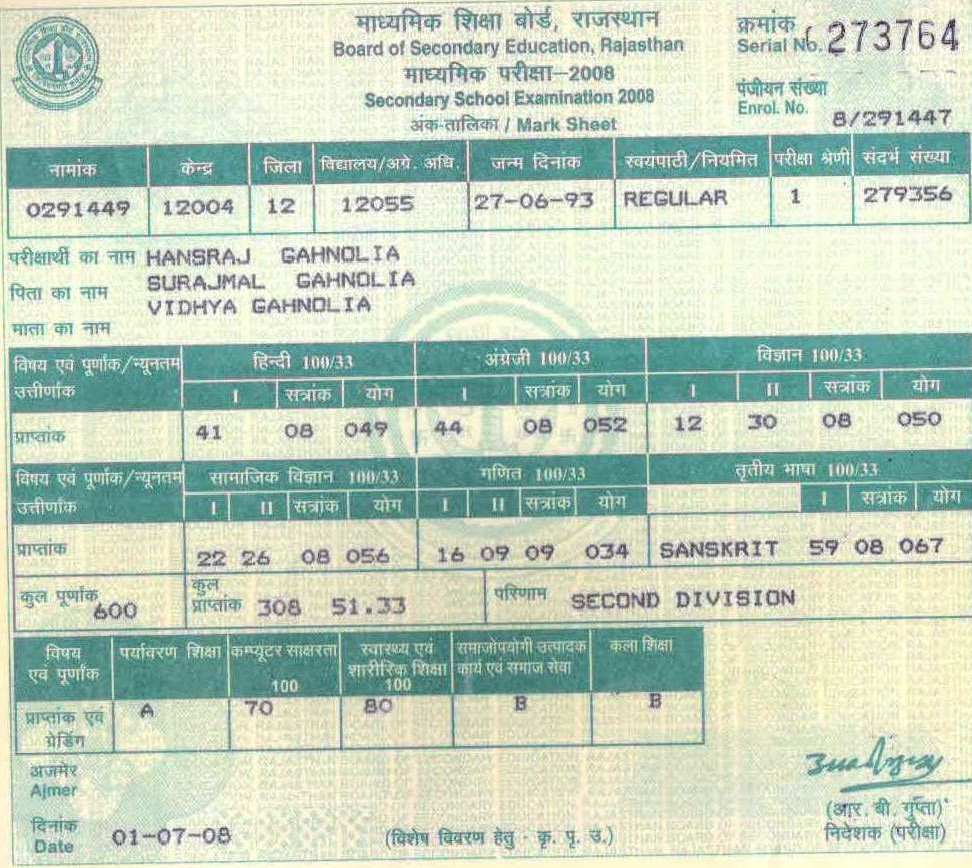 माध्यमिक शिक्षा बोर्ड, राजस्थान
Board of Secondary Education, Rajasthan
माध्यमिक परीक्षा–2008
Secondary School Examination 2008
अंक-तालिका / Mark Sheet
क्रमांक
Serial No. 273764
पंजीयन संख्या
Enrol. No. 8/291447
नामांक केन्द्र जिला विद्यालय/अग्रे. अधि. जन्म दिनांक स्वयंपाठी/नियमित परीक्षा श्रेणी संदर्भ संख्या
0291449 12004 12 12055 27-06-93 REGULAR 1 279356
परीक्षार्थी का नाम HANSRAJ GAHNOLIA
पिता का नाम SURAJMAL GAHNOLIA
माता का नाम VIDHYA GAHNOLIA
विषय एवं पूर्णांक/न्यूनतम हिन्दी 100/33 अंग्रेजी 100/33 विज्ञान 100/33
उत्तीर्णांक I सत्रांक योग I सत्रांक योग I II सत्रांक योग
प्राप्तांक 41 08 049 44 08 052 12 30 08 050
विषय एवं पूर्णांक/न्यूनतम सामाजिक विज्ञान 100/33 गणित 100/33 तृतीय भाषा 100/33
उत्तीर्णांक I II सत्रांक योग I II सत्रांक योग I सत्रांक योग
प्राप्तांक 22 26 08 056 16 09 09 034 SANSKRIT 59 08 067
कुल पूर्णांक 600 कुल प्राप्तांक 308 51.33 परिणाम SECOND DIVISION
विषय पर्यावरण शिक्षा कम्प्यूटर साक्षरता स्वास्थ्य एवं समाजोपयोगी उत्पादक कला शिक्षा
एवं पूर्णांक शारीरिक शिक्षा कार्य एवं समाज सेवा
100 100
प्राप्तांक एवं A 70 80 B B
ग्रेडिंग
अजमेर
Ajmer
दिनांक
Date 01-07-08
(विशेष विवरण हेतु - कृ. पृ. उ.)
(आर. बी. गुप्ता)
निदेशक (परीक्षा)